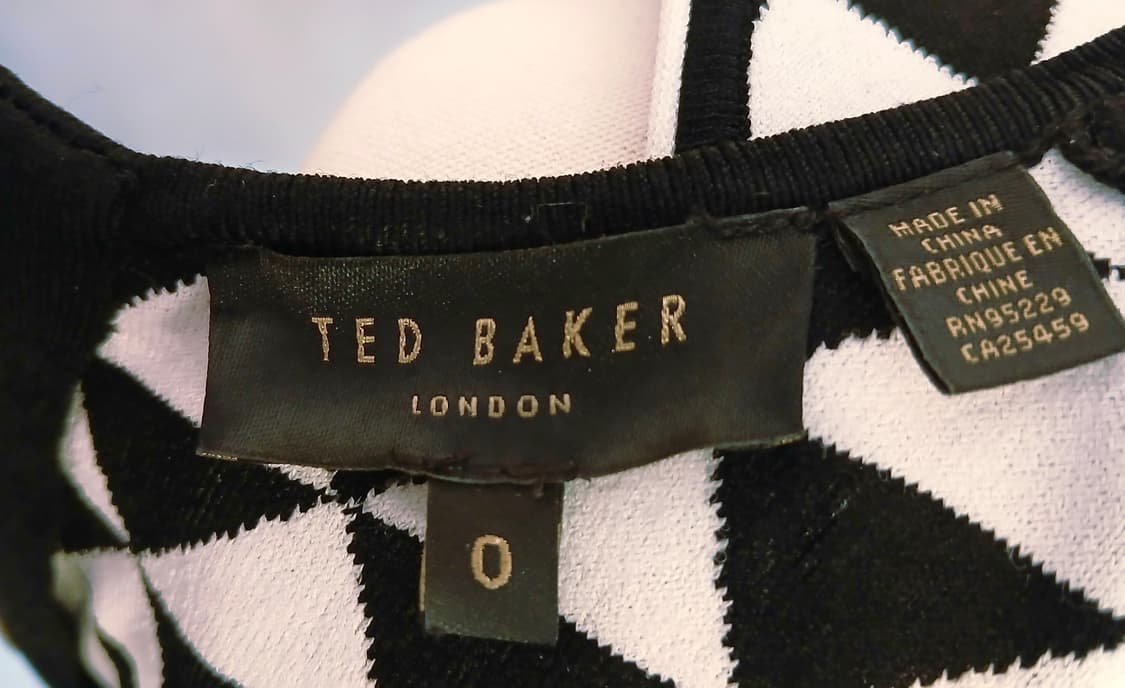 TED BAKER
LONDON
0
MADE IN
CHINA
FABRIQUE EN
CHINE
RN95229
CA25459